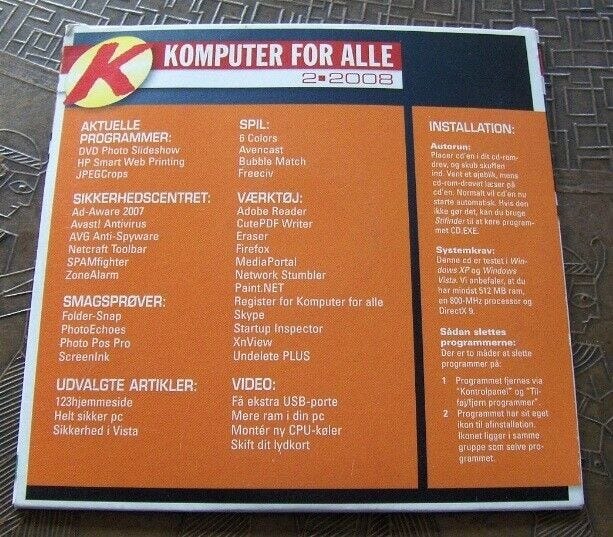 K KOMPUTER FOR ALLE
2▪2008
AKTUELLE
PROGRAMMER:
DVD Photo Slideshow
HP Smart Web Printing
JPEGCrops
SIKKERHEDSCENTRET:
Ad-Aware 2007
Avast! Antivirus
AVG Anti-Spyware
Netcraft Toolbar
SPAMfighter
ZoneAlarm
SMAGSPRØVER:
Folder-Snap
PhotoEchoes
Photo Pos Pro
ScreenInk
UDVALGTE ARTIKLER:
123hjemmeside
Helt sikker pc
Sikkerhed i Vista
SPIL:
6 Colors
Avencast
Bubble Match
Freeciv
VÆRKTØJ:
Adobe Reader
CutePDF Writer
Eraser
Firefox
MediaPortal
Network Stumbler
Paint.NET
Register for Komputer for alle
Skype
Startup Inspector
XnView
Undelete PLUS
VIDEO:
Få ekstra USB-porte
Mere ram i din pc
Montér ny CPU-køler
Skift dit lydkort
INSTALLATION:
Autorun:
Placer cd'en i dit cd-rom-
drev, og skub skuffen
ind. Vent et øjeblik, mens
cd-rom-drevet læser på
cd'en. Normalt vil cd'en nu
starte automatisk. Hvis den
ikke gør det, kan du bruge
Stifinder til at køre program-
met CD.EXE.
Systemkrav:
Denne cd er testet i Win-
dows XP og Windows
Vista. Vi anbefaler, at du
har mindst 512 MB ram,
en 800-MHz processor og
DirectX 9.
Sådan slettes
programmerne:
Der er to måder at slette
programmer på:
1 Programmet fjernes via
"Kontrolpanel" og "Til-
føj/fjern programmer".
2 Programmet har sit eget
ikon til afinstallation.
Ikonet ligger i samme
gruppe som selve pro-
grammet.